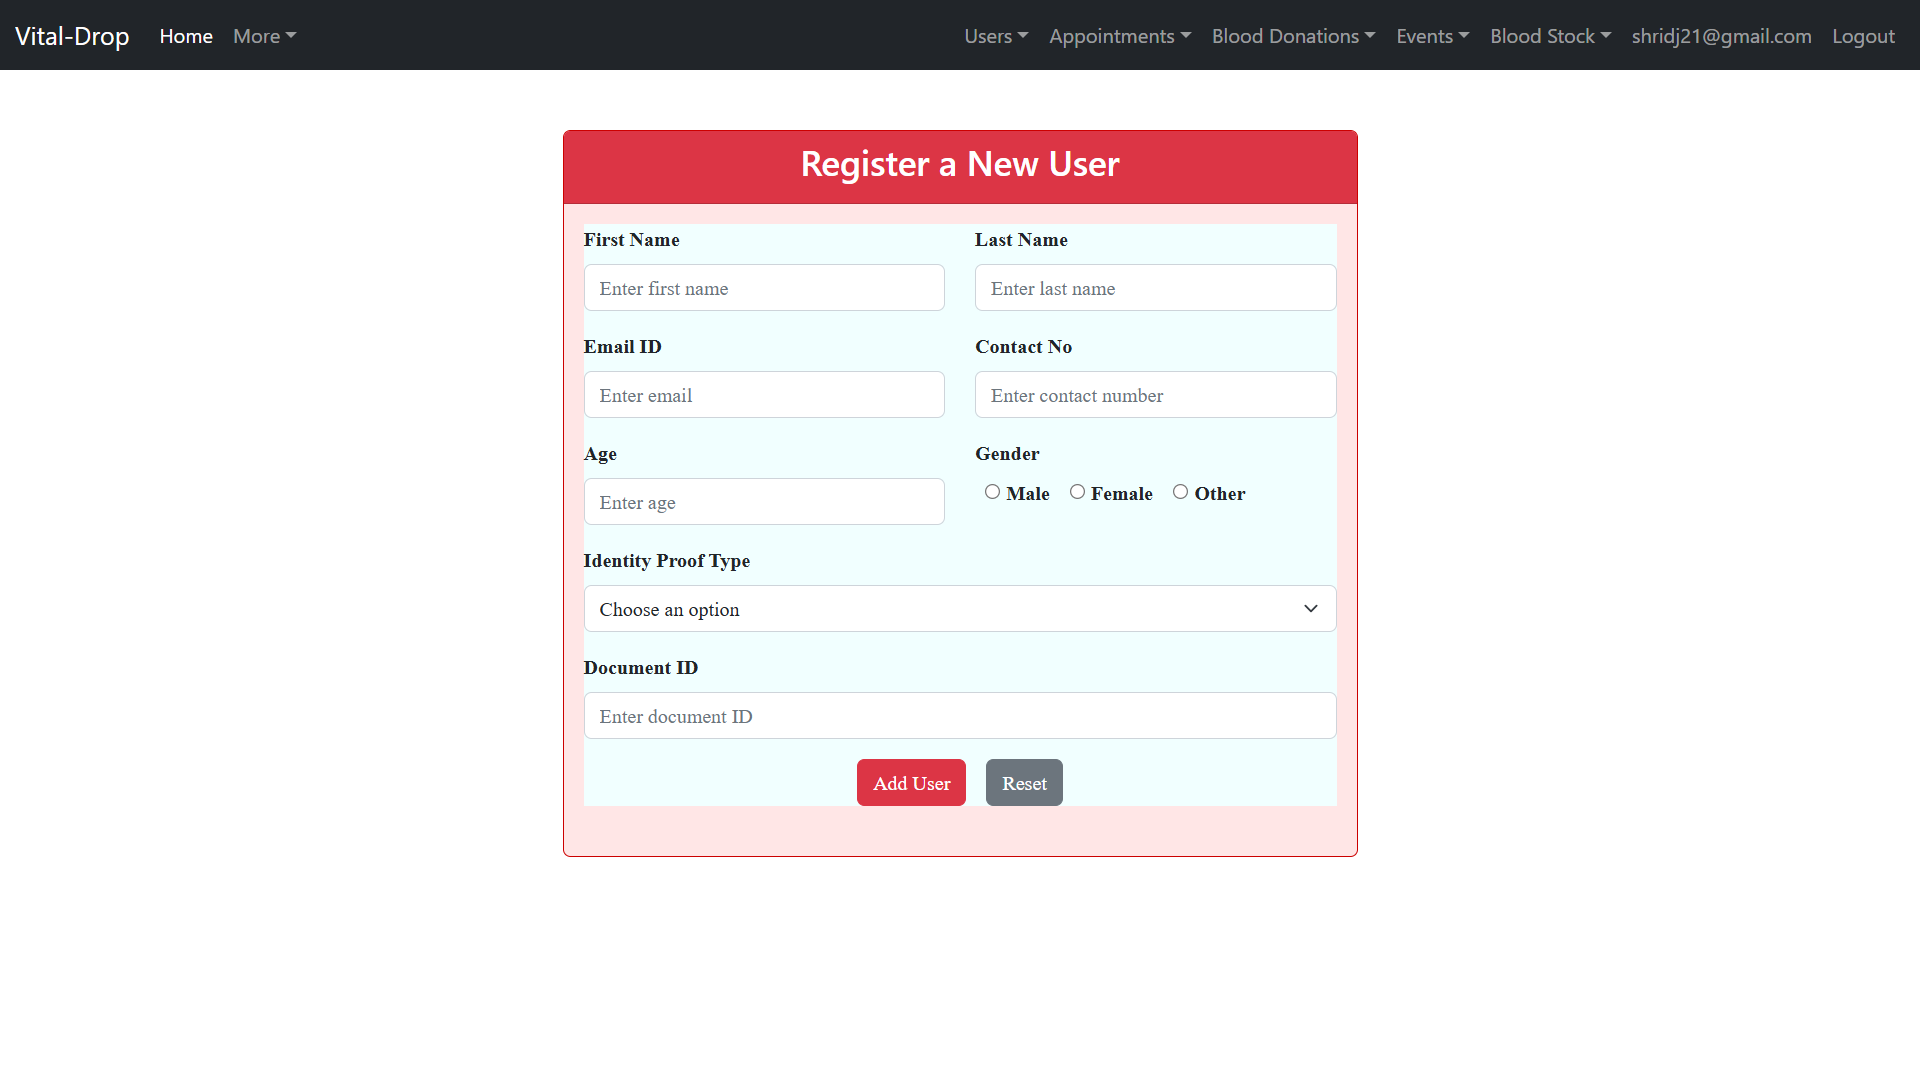 Vital-Drop Home More Users Appointments Blood Donations Events Blood Stock shridj21@gmail.com Logout
Register a New User
First Name Last Name
Enter first name Enter last name
Email ID Contact No
Enter email Enter contact number
Age Gender
Enter age Male Female Other
Identity Proof Type
Choose an option
Document ID
Enter document ID
Add User Reset